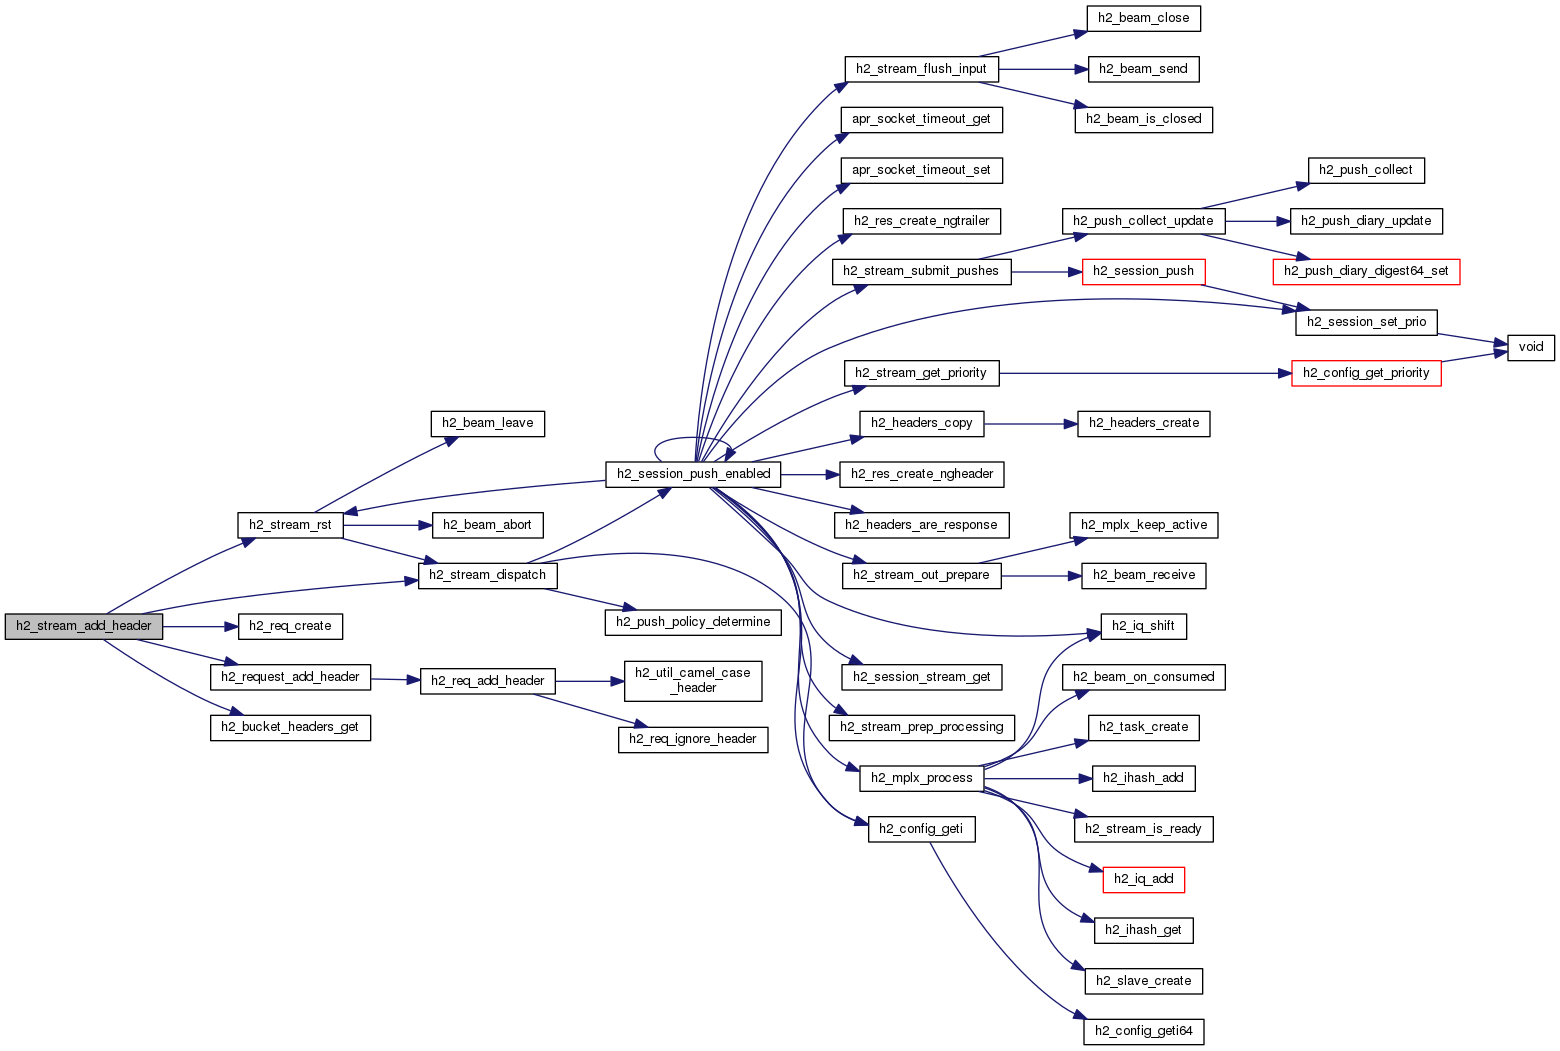 h2_beam_close
h2_stream_flush_input
h2_beam_send
apr_socket_timeout_get
h2_beam_is_closed
apr_socket_timeout_set
h2_push_collect
h2_res_create_ngtrailer
h2_push_collect_update
h2_push_diary_update
h2_stream_submit_pushes
h2_session_push
h2_push_diary_digest64_set
h2_session_set_prio
void
h2_stream_get_priority
h2_config_get_priority
h2_beam_leave
h2_headers_copy
h2_headers_create
h2_session_push_enabled
h2_res_create_ngheader
h2_stream_rst
h2_beam_abort
h2_headers_are_response
h2_mplx_keep_active
h2_stream_dispatch
h2_stream_out_prepare
h2_beam_receive
h2_stream_add_header
h2_req_create
h2_push_policy_determine
h2_iq_shift
h2_request_add_header
h2_req_add_header
h2_util_camel_case
_header
h2_session_stream_get
h2_beam_on_consumed
h2_bucket_headers_get
h2_req_ignore_header
h2_stream_prep_processing
h2_task_create
h2_mplx_process
h2_ihash_add
h2_config_geti
h2_stream_is_ready
h2_iq_add
h2_ihash_get
h2_slave_create
h2_config_geti64